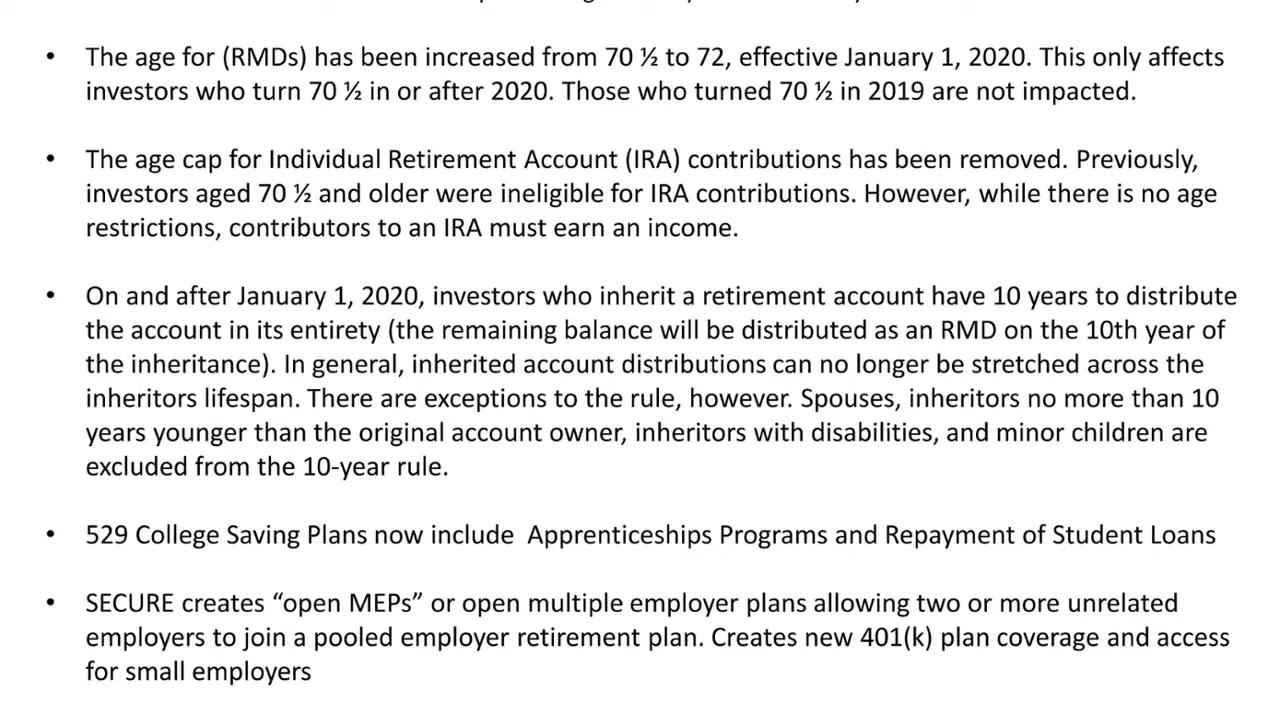 • The age for (RMDs) has been increased from 70 ½ to 72, effective January 1, 2020. This only affects
investors who turn 70 ½ in or after 2020. Those who turned 70 ½ in 2019 are not impacted.
• The age cap for Individual Retirement Account (IRA) contributions has been removed. Previously,
investors aged 70 ½ and older were ineligible for IRA contributions. However, while there is no age
restrictions, contributors to an IRA must earn an income.
• On and after January 1, 2020, investors who inherit a retirement account have 10 years to distribute
the account in its entirety (the remaining balance will be distributed as an RMD on the 10th year of
the inheritance). In general, inherited account distributions can no longer be stretched across the
inheritors lifespan. There are exceptions to the rule, however. Spouses, inheritors no more than 10
years younger than the original account owner, inheritors with disabilities, and minor children are
excluded from the 10-year rule.
• 529 College Saving Plans now include  Apprenticeships Programs and Repayment of Student Loans
• SECURE creates “open MEPs” or open multiple employer plans allowing two or more unrelated
employers to join a pooled employer retirement plan. Creates new 401(k) plan coverage and access
for small employers